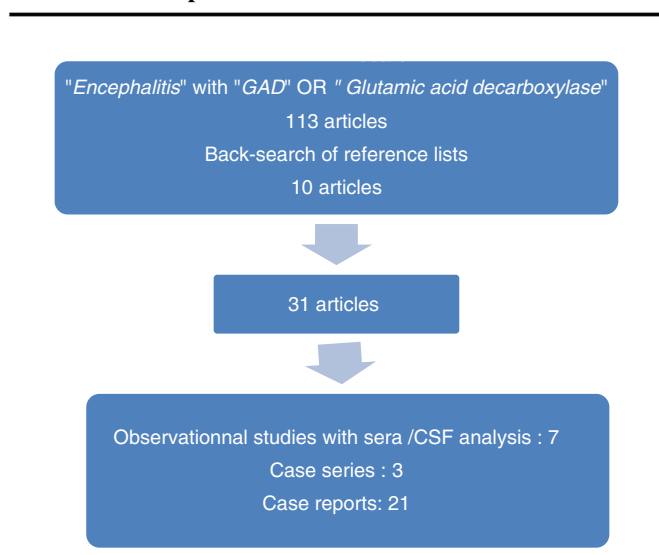 "Encephalitis" with "GAD" OR " Glutamic acid decarboxylase"
113 articles
Back-search of reference lists
10 articles
31 articles
Observationnal studies with sera /CSF analysis : 7
Case series : 3
Case reports: 21